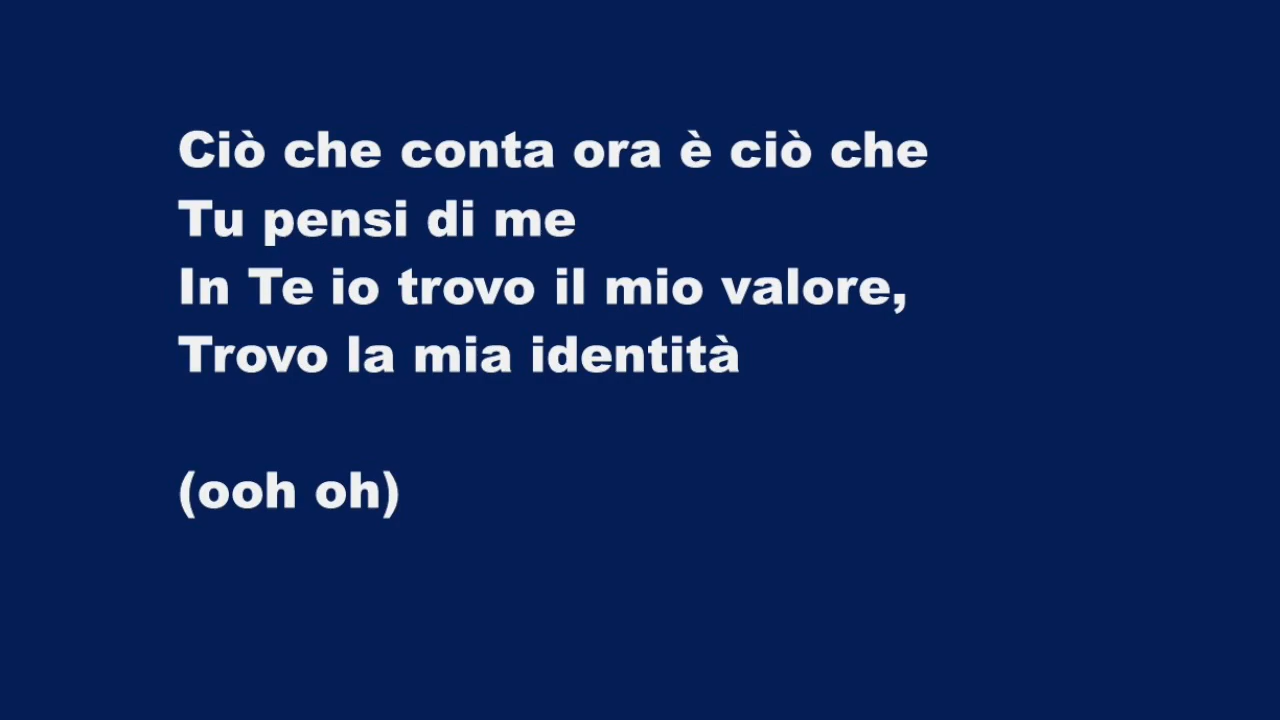 Ciò che conta ora è ciò che
Tu pensi di me
In Te io trovo il mio valore,
Trovo la mia identità
(ooh oh)